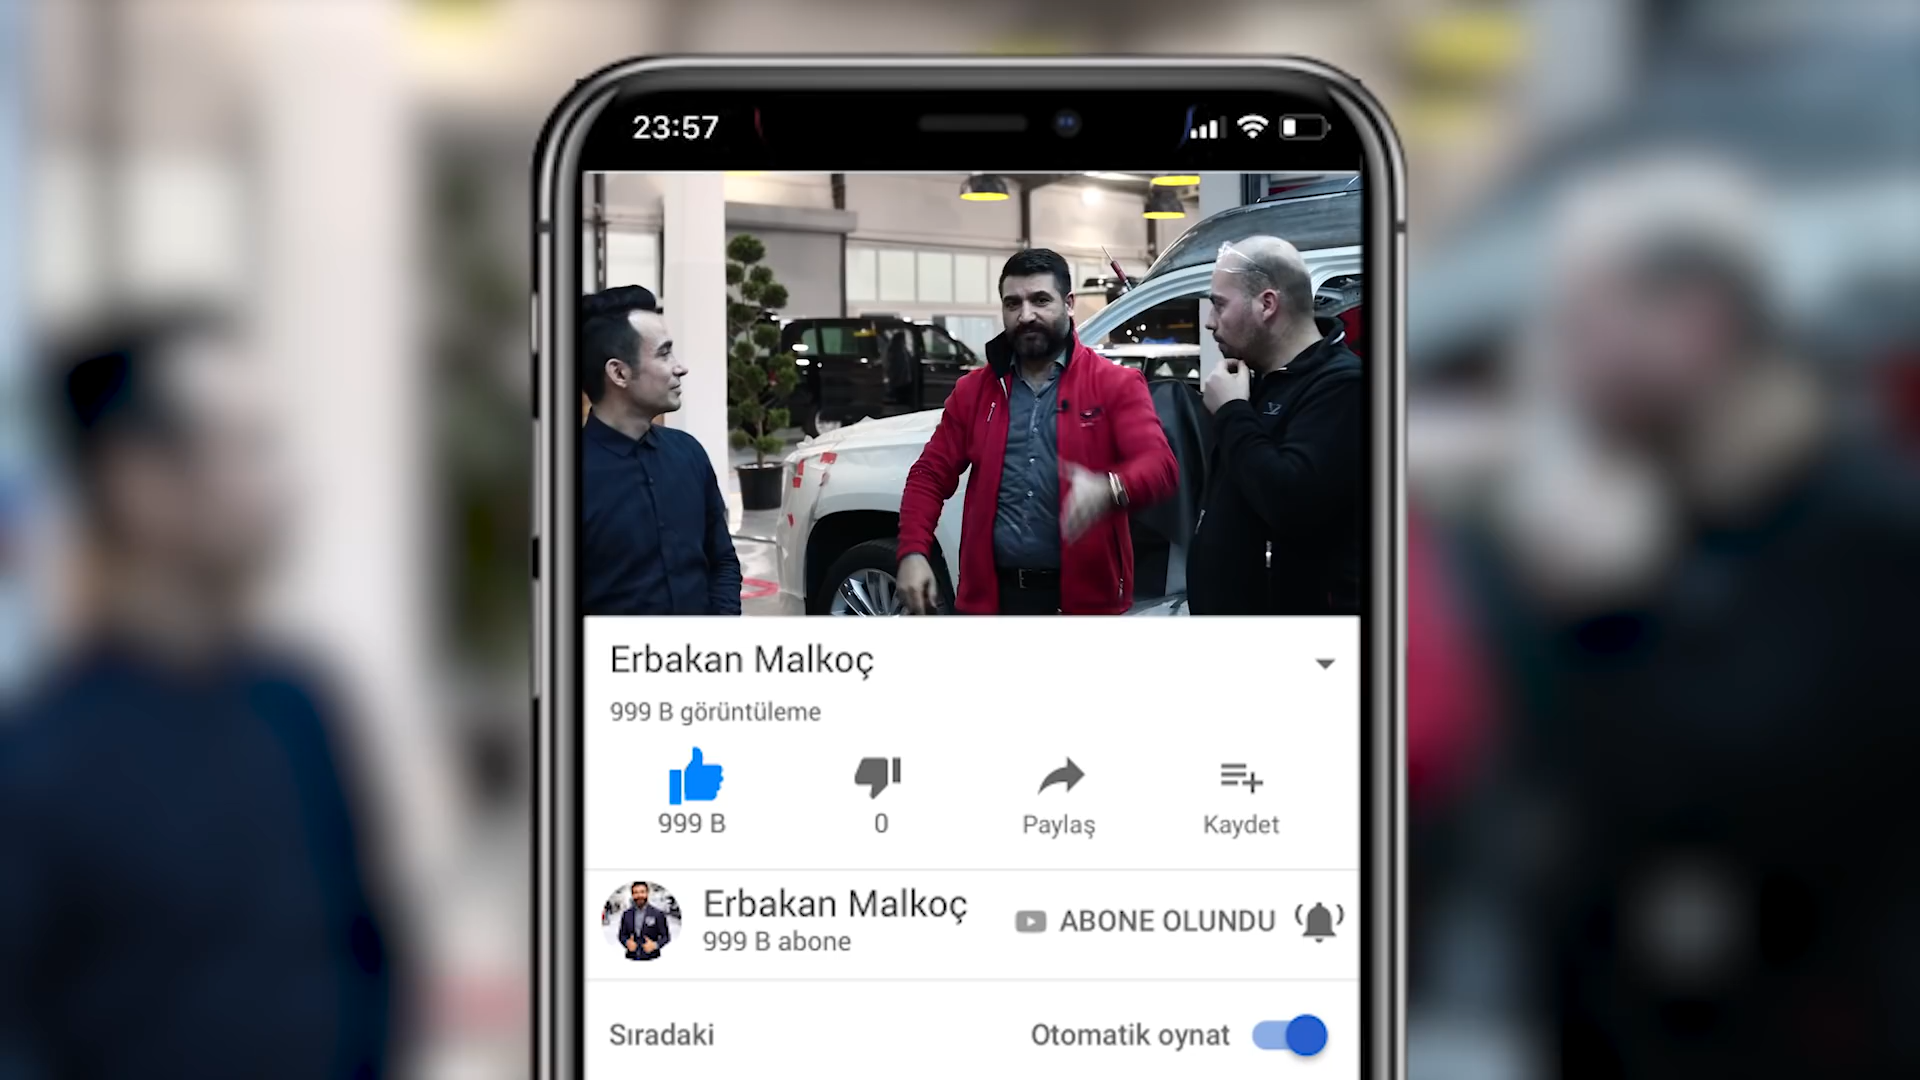 23:57
Erbakan Malkoç
999 B görüntüleme
999 B
0
Paylaş
Kaydet
Erbakan Malkoç
999 B abone
ABONE OLUNDU
Sıradaki
Otomatik oynat